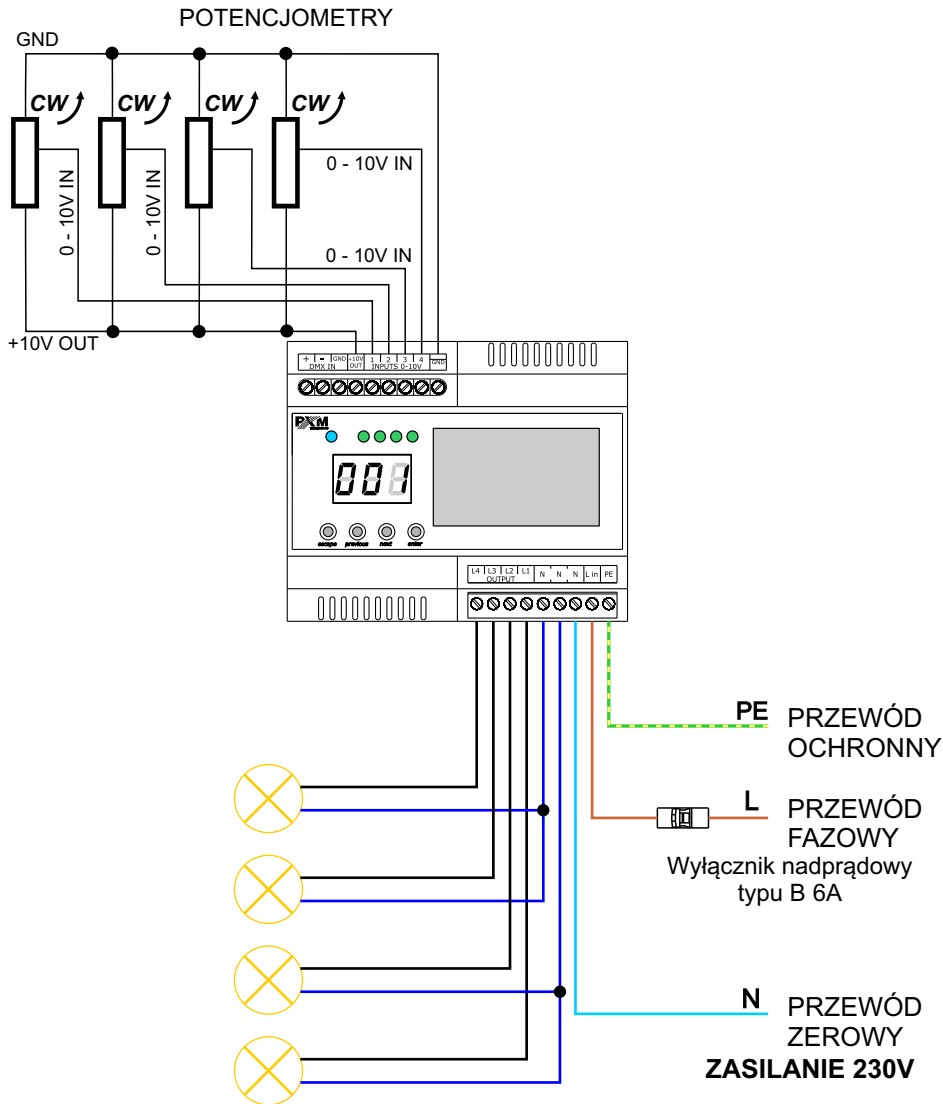 POTENCJOMETRY
GND
CW CW CW CW
0 - 10V IN
0 - 10V IN
0 - 10V IN
0 - 10V IN
+10V OUT
+ - GND +10V 1 2 3 4 GND
DMX IN OUT INPUTS 0-10V
PXM
001
escape previous next enter
L4 L3 L2 L1 N N N L in PE
OUTPUT
PE PRZEWÓD
OCHRONNY
L PRZEWÓD
FAZOWY
Wyłącznik nadprądowy
typu B 6A
N PRZEWÓD
ZEROWY
ZASILANIE 230V